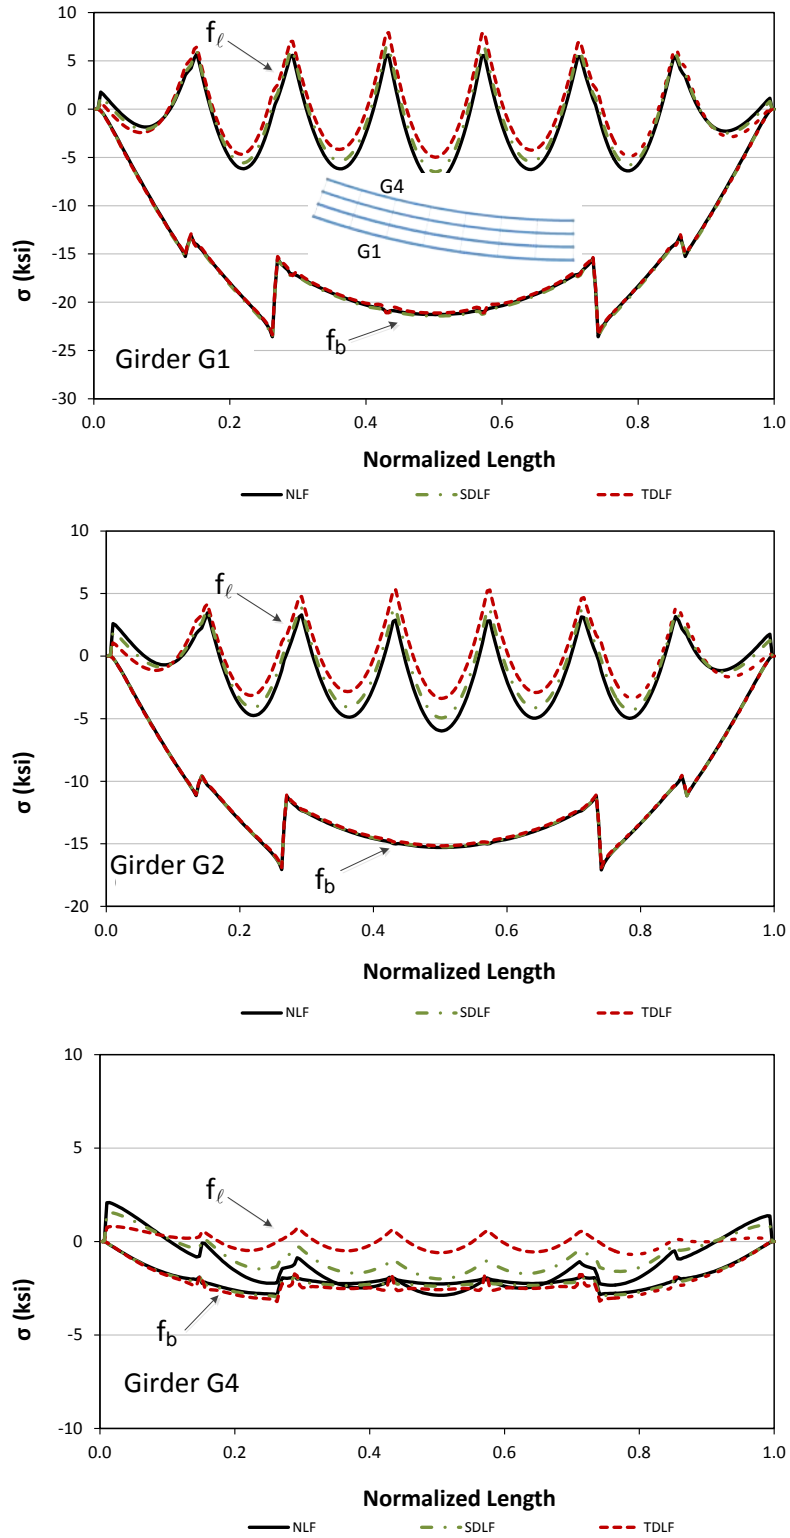 10
5
0
-5
-10
-15
-20
-25
-30
σ (ksi)
fℓ
G4
G1
fb
Girder G1
0.0 0.2 0.4 0.6 0.8 1.0
Normalized Length
NLF SDLF TDLF
10
5
0
-5
-10
-15
-20
σ (ksi)
fℓ
fb
Girder G2
0.0 0.2 0.4 0.6 0.8 1.0
Normalized Length
NLF SDLF TDLF
10
5
0
-5
-10
σ (ksi)
fℓ
fb
Girder G4
0.0 0.2 0.4 0.6 0.8 1.0
Normalized Length
NLF SDLF TDLF